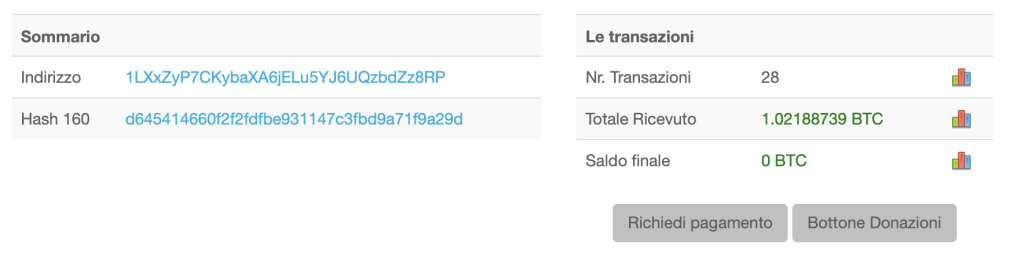 Sommario
Indirizzo 1LXxZyP7CKybaXA6jELu5YJ6UQzbdZz8RP
Hash 160 d645414660f2f2fdfbe931147c3fbd9a71f9a29d
Le transazioni
Nr. Transazioni 28
Totale Ricevuto 1.02188739 BTC
Saldo finale 0 BTC
Richiedi pagamento Bottone Donazioni